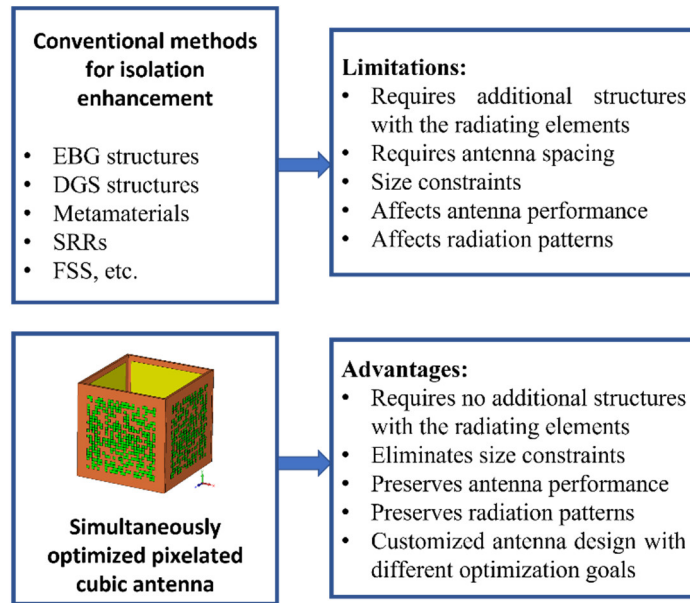 Conventional methods
for isolation
enhancement
• EBG structures
• DGS structures
• Metamaterials
• SRRs
• FSS, etc.
Limitations:
• Requires additional structures
with the radiating elements
• Requires antenna spacing
• Size constraints
• Affects antenna performance
• Affects radiation patterns
Simultaneously
optimized pixelated
cubic antenna
Advantages:
• Requires no additional structures
with the radiating elements
• Eliminates size constraints
• Preserves antenna performance
• Preserves radiation patterns
• Customized antenna design with
different optimization goals